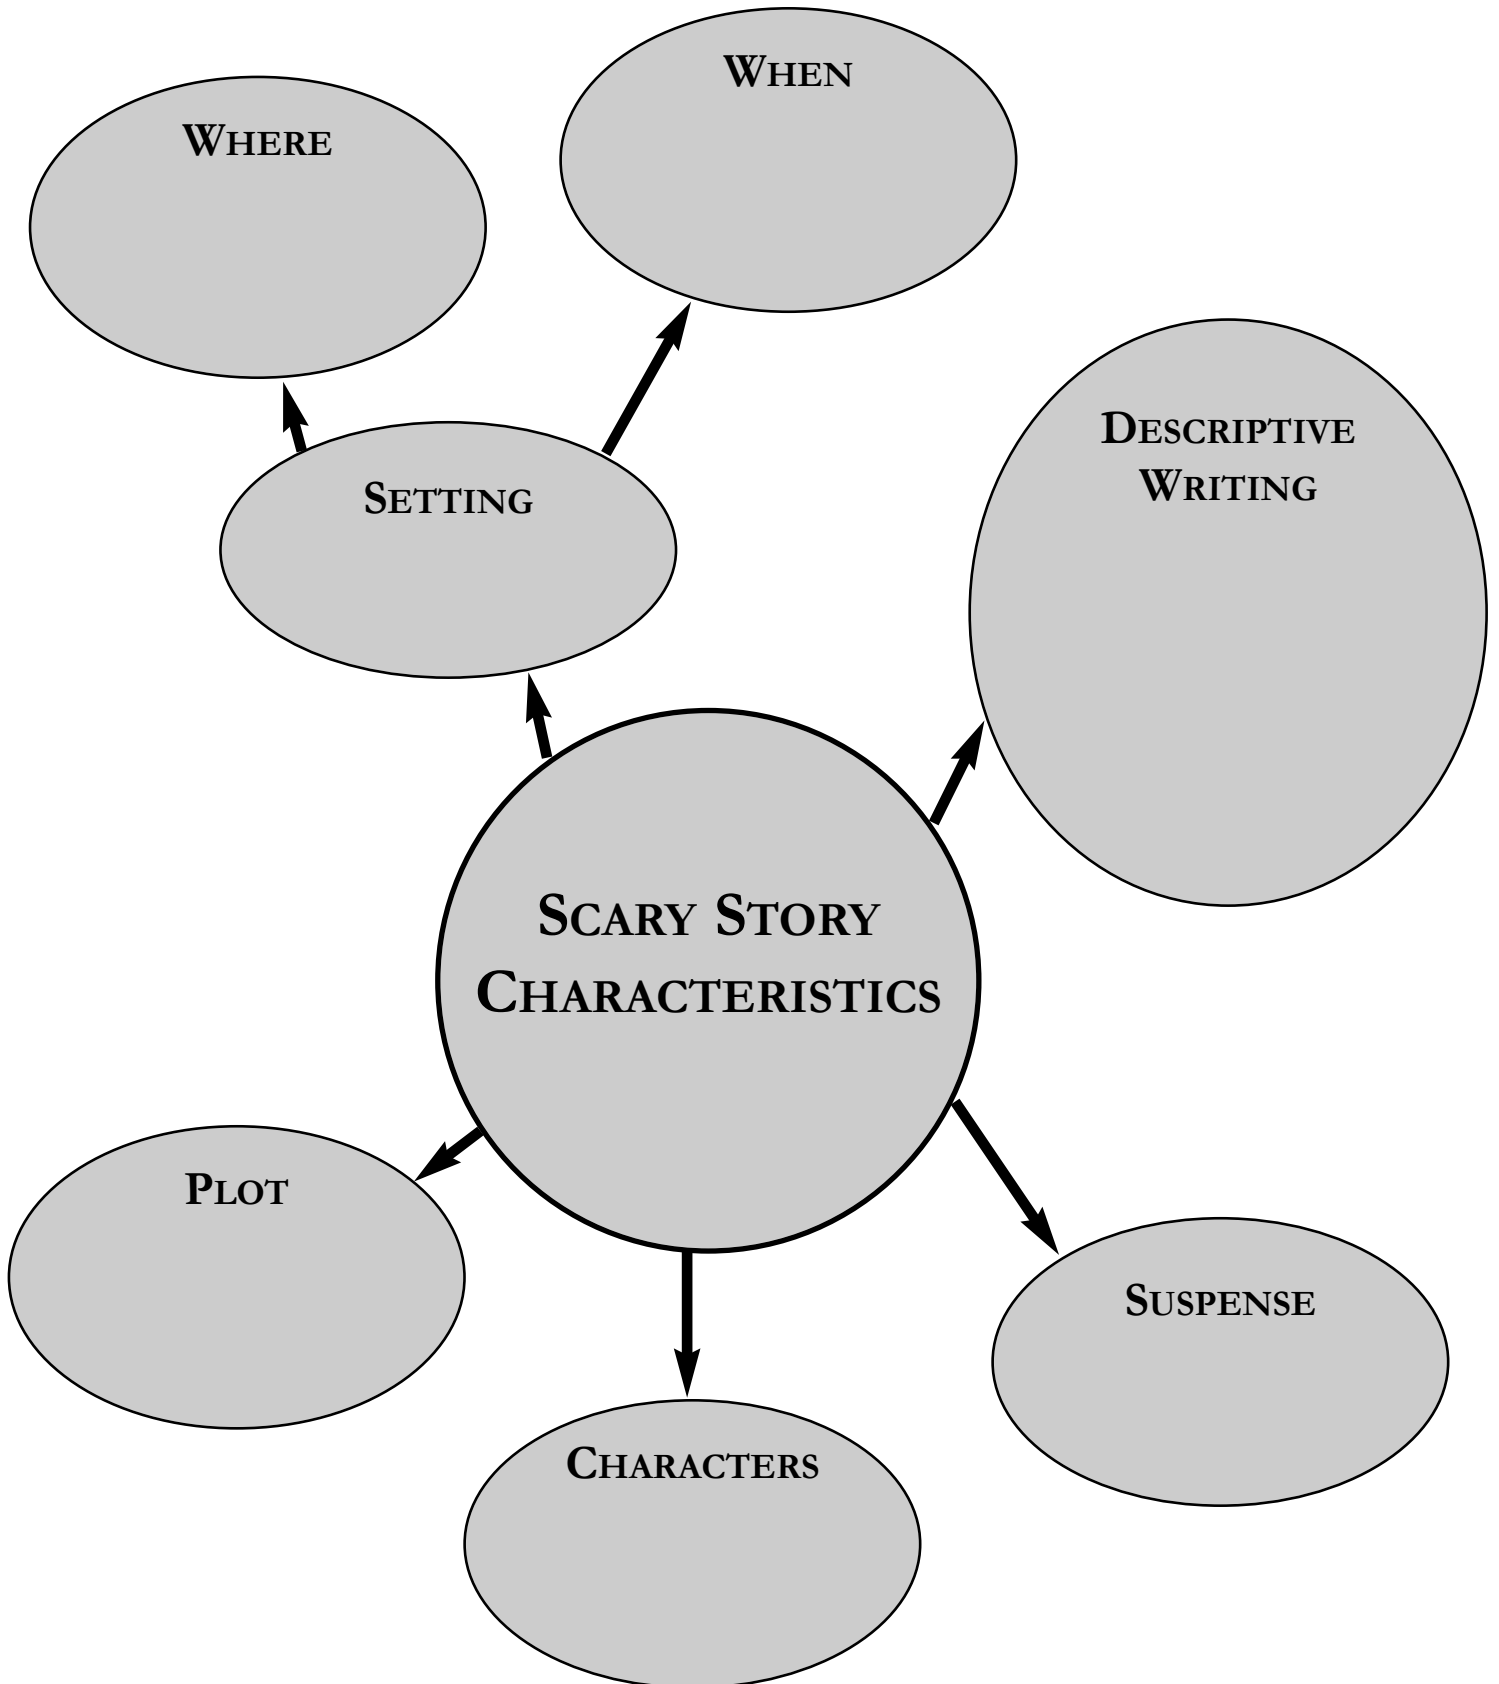 When
Where
Descriptive
Writing
Setting
Scary Story
Characteristics
Plot
Suspense
Characters